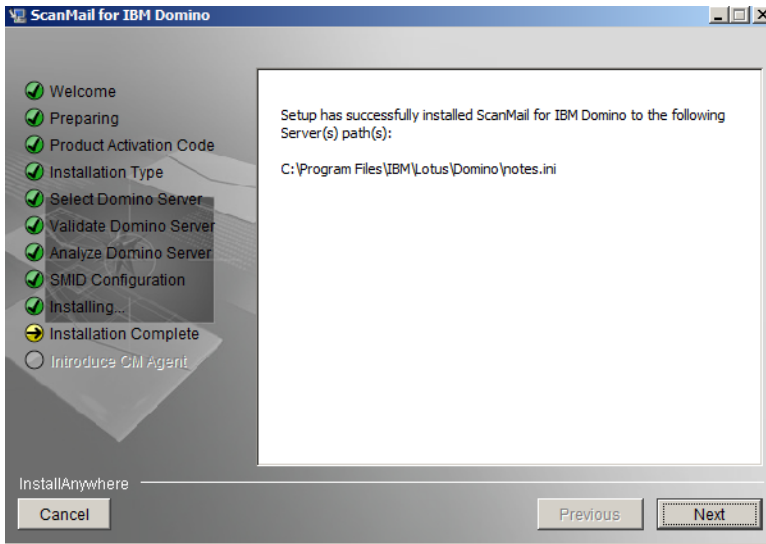 ScanMail for IBM Domino
Welcome
Preparing
Product Activation Code
Installation Type
Select Domino Server
Validate Domino Server
Analyze Domino Server
SMID Configuration
Installing...
Installation Complete
Introduce CM Agent
Setup has successfully installed ScanMail for IBM Domino to the following
Server(s) path(s):
C:\Program Files\IBM\Lotus\Domino\notes.ini
InstallAnywhere
Cancel
Previous
Next